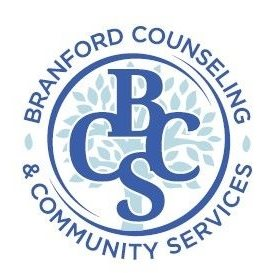 BRANFORD COUNSELING
& COMMUNITY SERVICES
BCCS